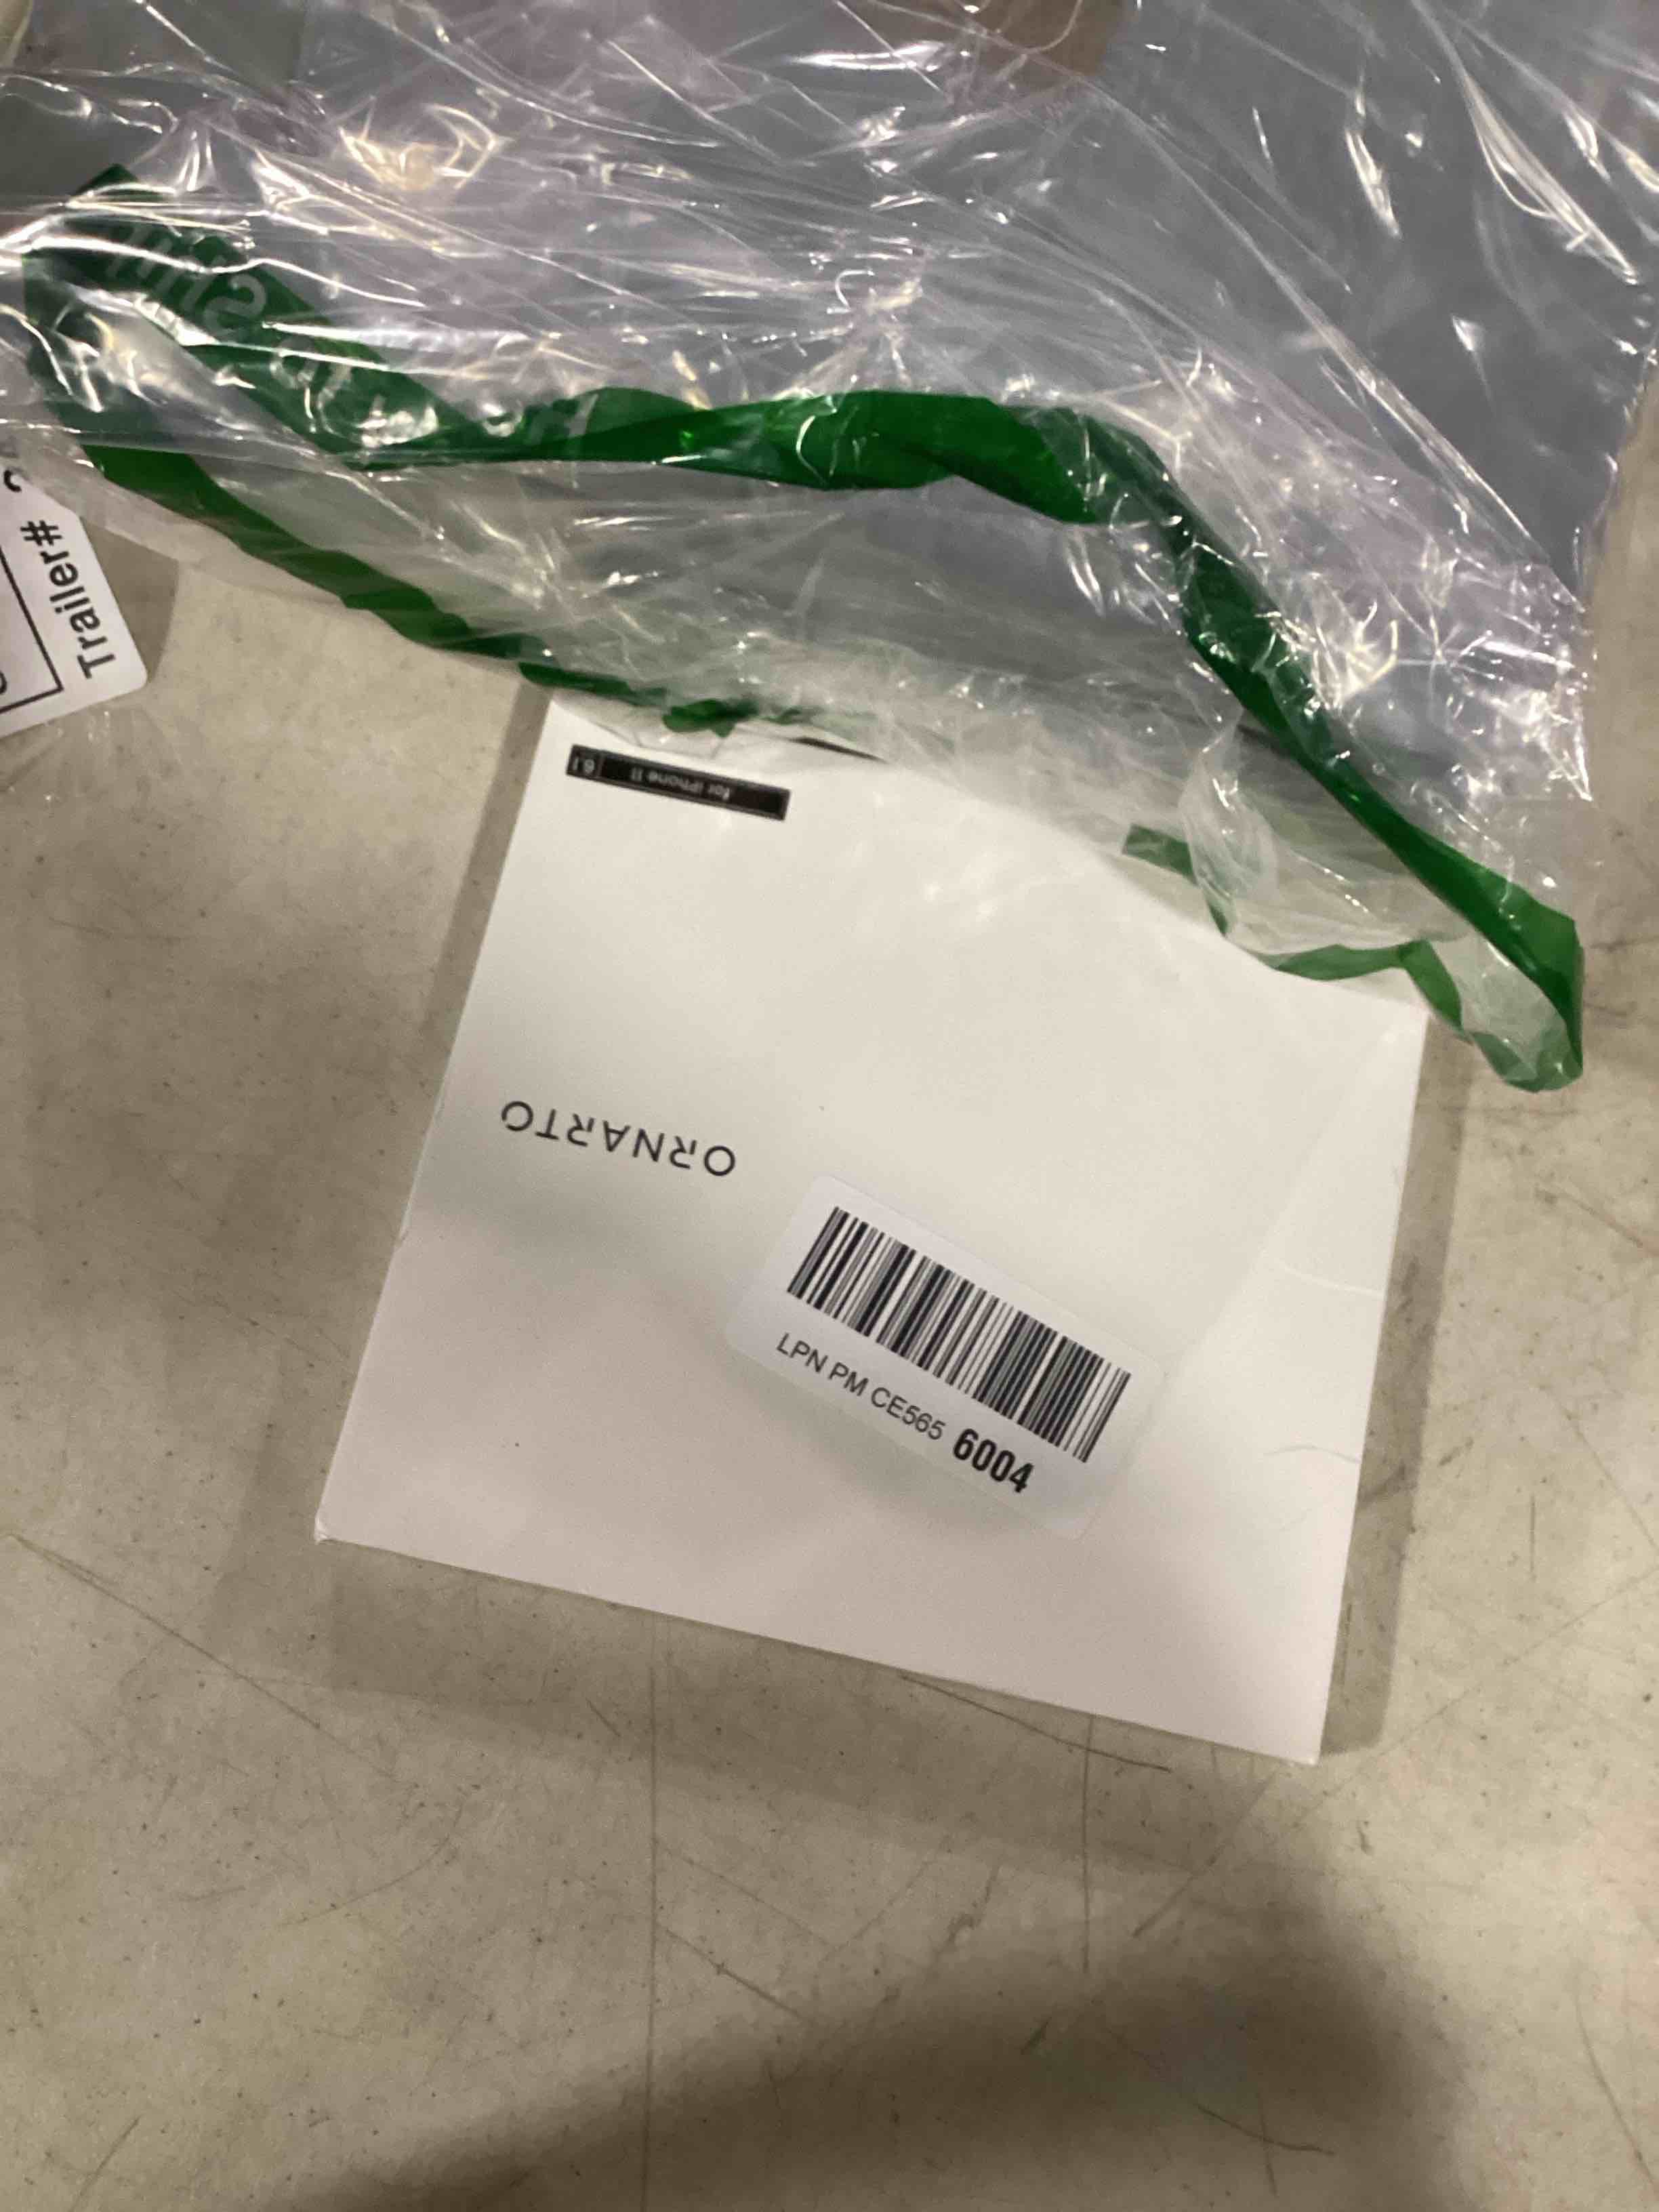 Trailer#
for iPhone 11 6.1
ORNARTO
LPN PM CE565 6004